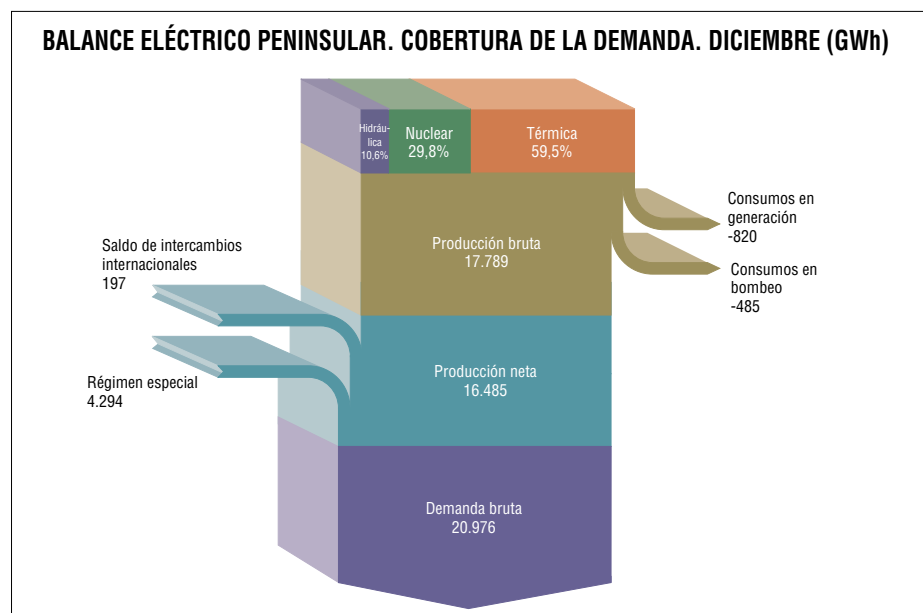 BALANCE ELÉCTRICO PENINSULAR. COBERTURA DE LA DEMANDA. DICIEMBRE (GWh)
Hidráu-
lica
10,6%
Nuclear
29,8%
Térmica
59,5%
Consumos en
generación
-820
Producción bruta
17.789
Consumos en
bombeo
-485
Saldo de intercambios
internacionales
197
Régimen especial
4.294
Producción neta
16.485
Demanda bruta
20.976